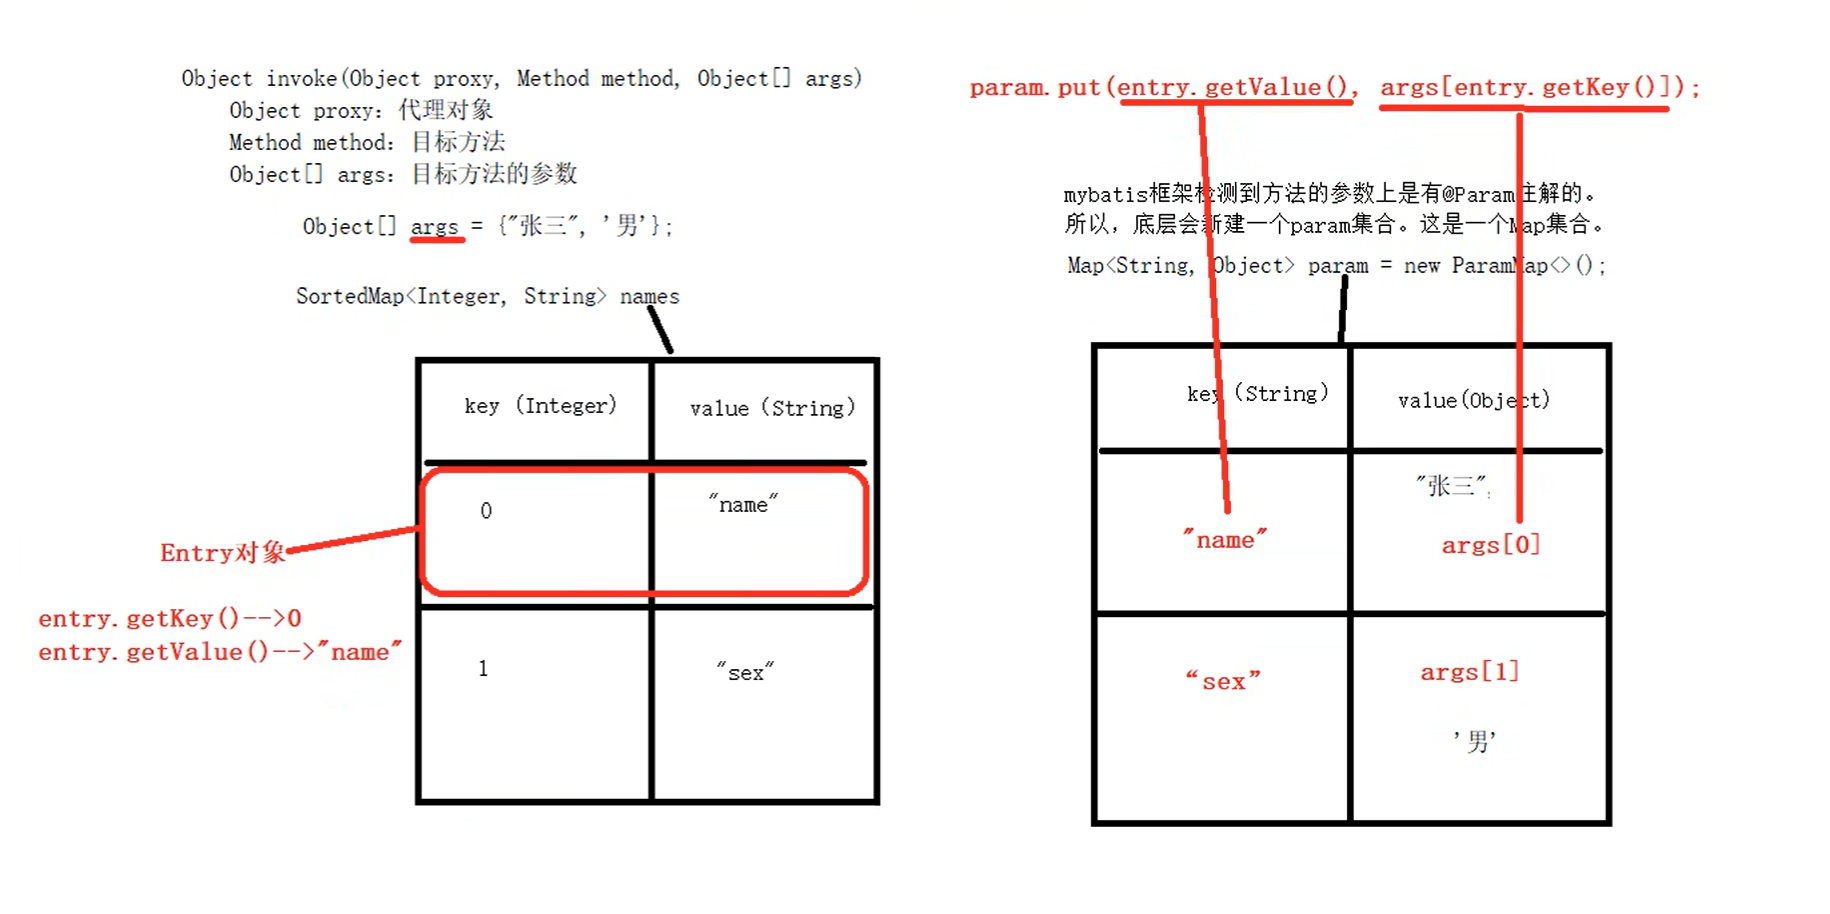 Object invoke(Object proxy, Method method, Object[] args)
Object proxy: 代理对象
Method method: 目标方法
Object[] args: 目标方法的参数
Object[] args = {"张三", '男'};
SortedMap<Integer, String> names
key (Integer)
value (String)
0
"name"
Entry对象
entry.getKey()-->0
entry.getValue()-->"name"
1
"sex"
param.put(entry.getValue(), args[entry.getKey()]);
mybatis框架检测到方法的参数上是有@Param注解的。
所以，底层会新建一个param集合。这是一个Map集合。
Map<String, Object> param = new ParamMap<>();
key (String)
value(Object)
"张三",
"name"
args[0]
“sex”
args[1]
'男'